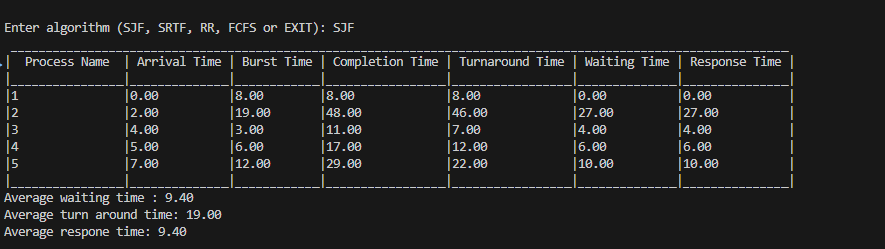 Enter algorithm (SJF, SRTF, RR, FCFS or EXIT): SJF
| Process Name | Arrival Time | Burst Time | Completion Time | Turnaround Time | Waiting Time | Response Time |
|1 |0.00 |8.00 |8.00 |8.00 |0.00 |0.00 |
|2 |2.00 |19.00 |48.00 |46.00 |27.00 |27.00 |
|3 |4.00 |3.00 |11.00 |7.00 |4.00 |4.00 |
|4 |5.00 |6.00 |17.00 |12.00 |6.00 |6.00 |
|5 |7.00 |12.00 |29.00 |22.00 |10.00 |10.00 |
Average waiting time : 9.40
Average turn around time: 19.00
Average respone time: 9.40